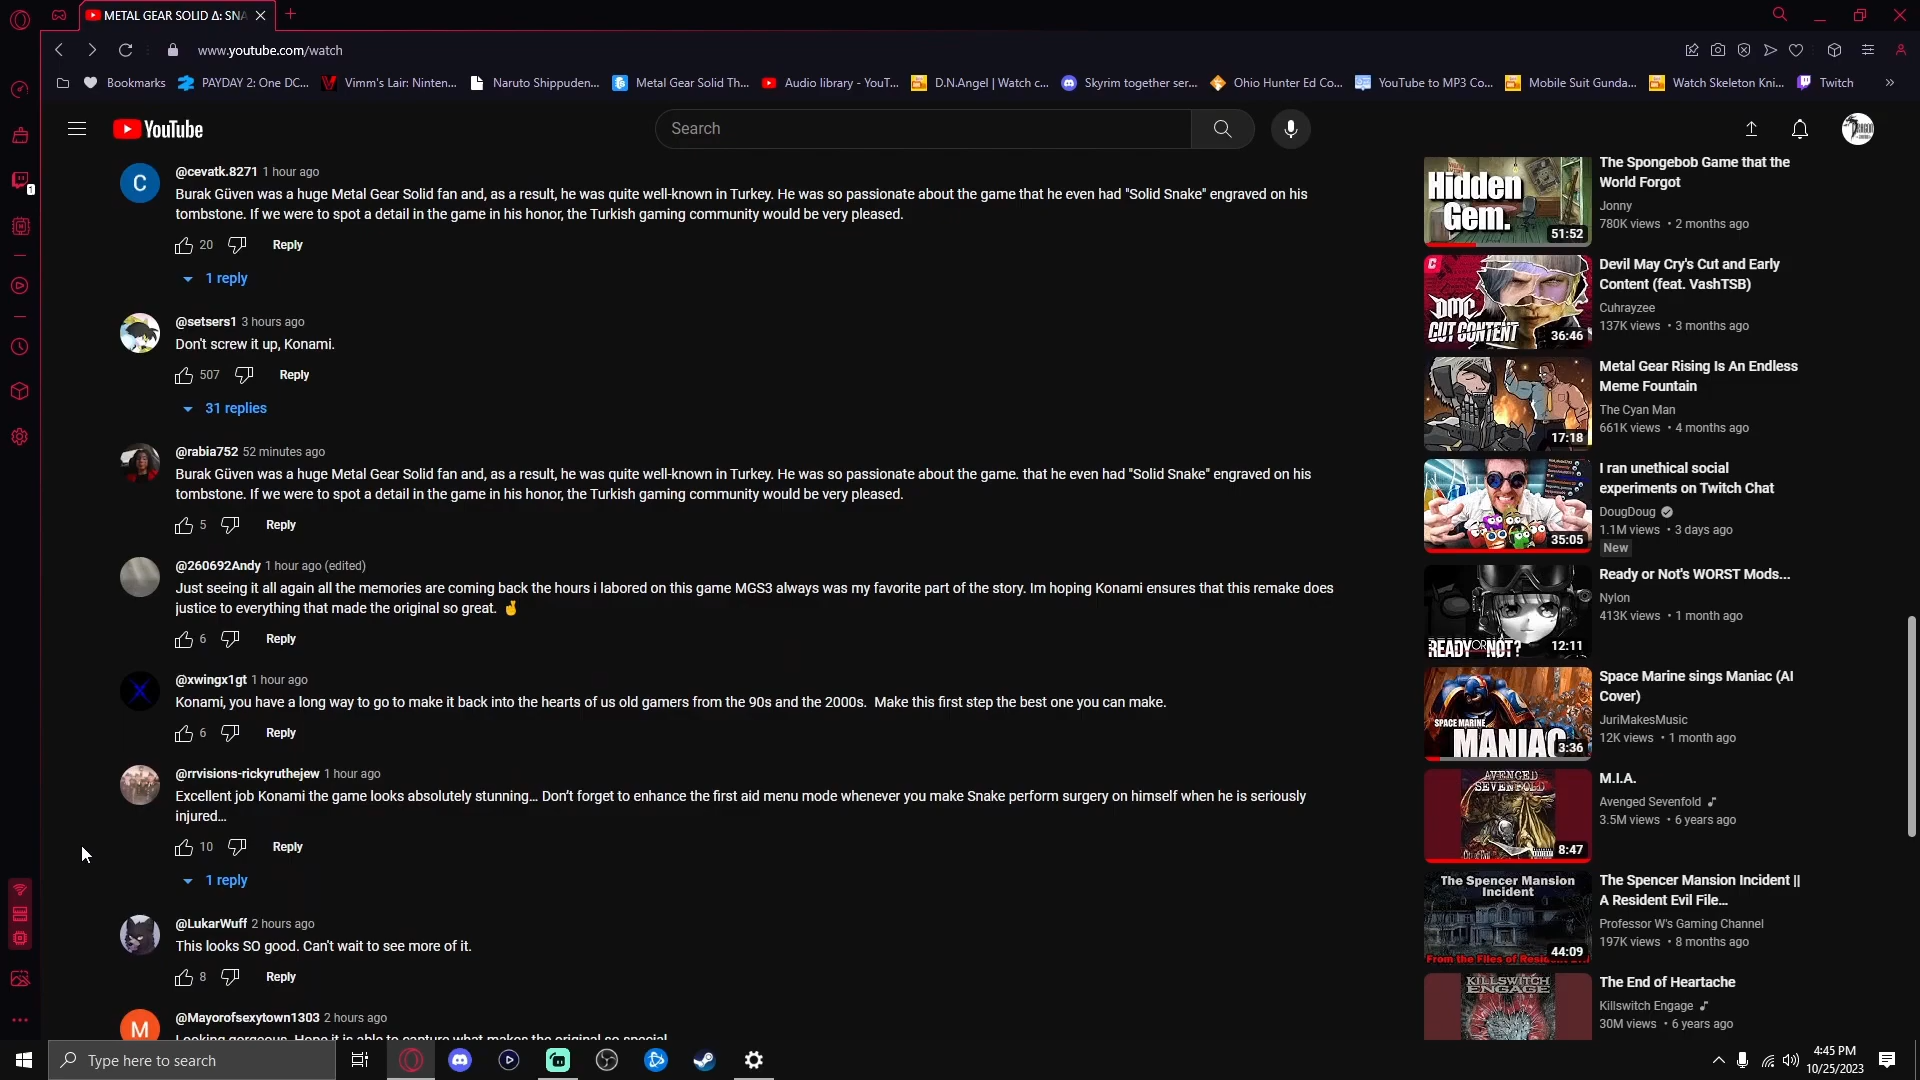 METAL GEAR SOLID Δ: SNA
www.youtube.com/watch
Bookmarks
PAYDAY 2: One DC...
Vimm's Lair: Ninten...
Naruto Shippuden...
Metal Gear Solid Th...
Audio library - YouT...
D.N.Angel | Watch c...
Skyrim together ser...
Ohio Hunter Ed Co...
YouTube to MP3 Co...
Mobile Suit Gunda...
Watch Skeleton Kni...
Twitch
1
YouTube
Search
C
@cevatk.8271 1 hour ago
Burak Güven was a huge Metal Gear Solid fan and, as a result, he was quite well-known in Turkey. He was so passionate about the game that he even had "Solid Snake" engraved on his
tombstone. If we were to spot a detail in the game in his honor, the Turkish gaming community would be very pleased.
20 Reply
1 reply
@setsers1 3 hours ago
Don't screw it up, Konami.
507 Reply
31 replies
@rabia752 52 minutes ago
Burak Güven was a huge Metal Gear Solid fan and, as a result, he was quite well-known in Turkey. He was so passionate about the game. that he even had "Solid Snake" engraved on his
tombstone. If we were to spot a detail in the game in his honor, the Turkish gaming community would be very pleased.
5 Reply
@260692Andy 1 hour ago (edited)
Just seeing it all again all the memories are coming back the hours i labored on this game MGS3 always was my favorite part of the story. Im hoping Konami ensures that this remake does
justice to everything that made the original so great. 🤞
6 Reply
X
@xwingx1gt 1 hour ago
Konami, you have a long way to go to make it back into the hearts of us old gamers from the 90s and the 2000s.  Make this first step the best one you can make.
6 Reply
@rrvisions-rickyruthejew 1 hour ago
Excellent job Konami the game looks absolutely stunning… Don't forget to enhance the first aid menu mode whenever you make Snake perform surgery on himself when he is seriously
injured…
10 Reply
1 reply
@LukarWuff 2 hours ago
This looks SO good. Can't wait to see more of it.
8 Reply
M
@Mayorofsexytown1303 2 hours ago
Looking gorgeous. Hope it is able to capture what makes the original so special.
Hidden
Gem.
51:52
The Spongebob Game that the
World Forgot
Jonny
780K views • 2 months ago
C
DMC
CUT CONTENT
36:46
Devil May Cry's Cut and Early
Content (feat. VashTSB)
Cuhrayzee
137K views • 3 months ago
17:18
Metal Gear Rising Is An Endless
Meme Fountain
The Cyan Man
661K views • 4 months ago
35:05
I ran unethical social
experiments on Twitch Chat
DougDoug
1.1M views • 3 days ago
New
READY OR NOT?
12:11
Ready or Not's WORST Mods...
Nylon
413K views • 1 month ago
SPACE MARINE
MANIAC
3:36
Space Marine sings Maniac (AI
Cover)
JuriMakesMusic
12K views • 1 month ago
AVENGED
SEVENFOLD
City of Evil
8:47
M.I.A.
Avenged Sevenfold
3.5M views • 6 years ago
The Spencer Mansion
Incident
From the Files of Resident Evil
44:09
The Spencer Mansion Incident ||
A Resident Evil File...
Professor W's Gaming Channel
197K views • 8 months ago
KILLSWITCH
ENGAGE
The End of Heartache
Killswitch Engage
30M views • 6 years ago
Type here to search
4:45 PM
10/25/2023